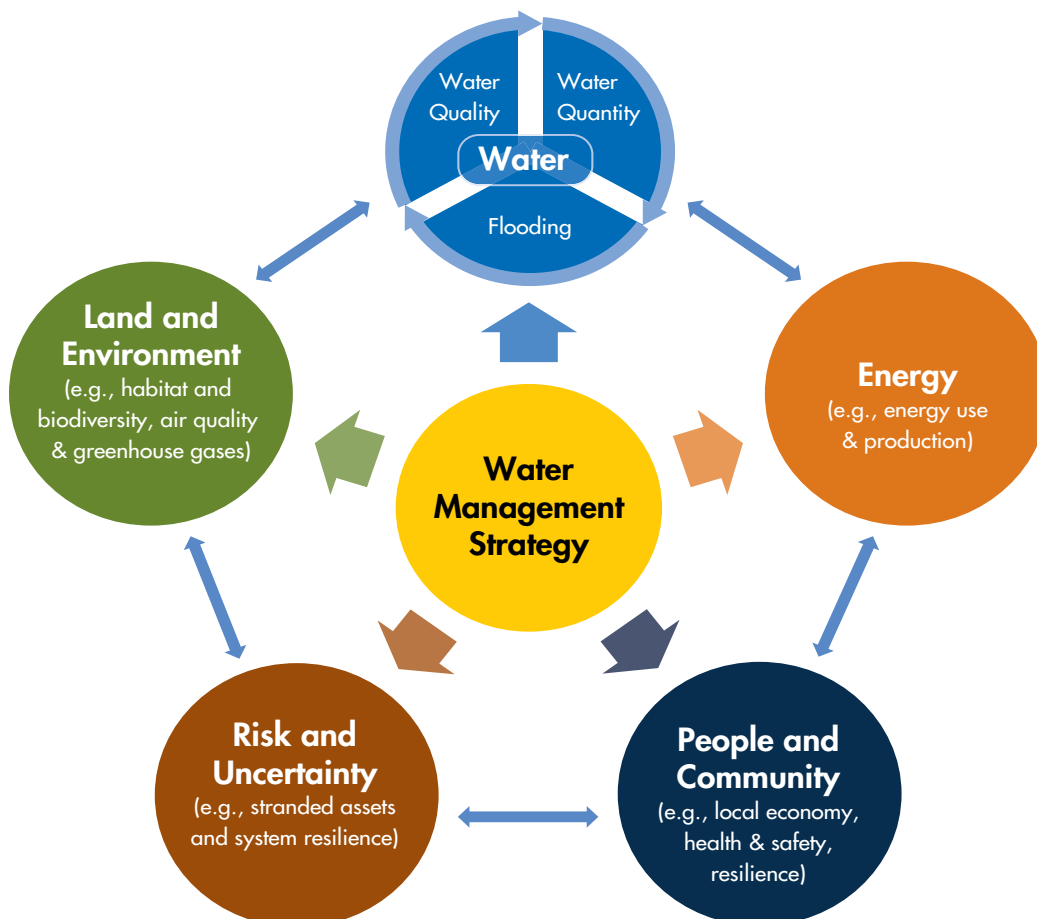 Water
Quality
Water
Quantity
Water
Flooding
Land and
Environment
(e.g., habitat and
biodiversity, air quality
& greenhouse gases)
Energy
(e.g., energy use
& production)
Water
Management
Strategy
Risk and
Uncertainty
(e.g., stranded assets
and system resilience)
People and
Community
(e.g., local economy,
health & safety,
resilience)